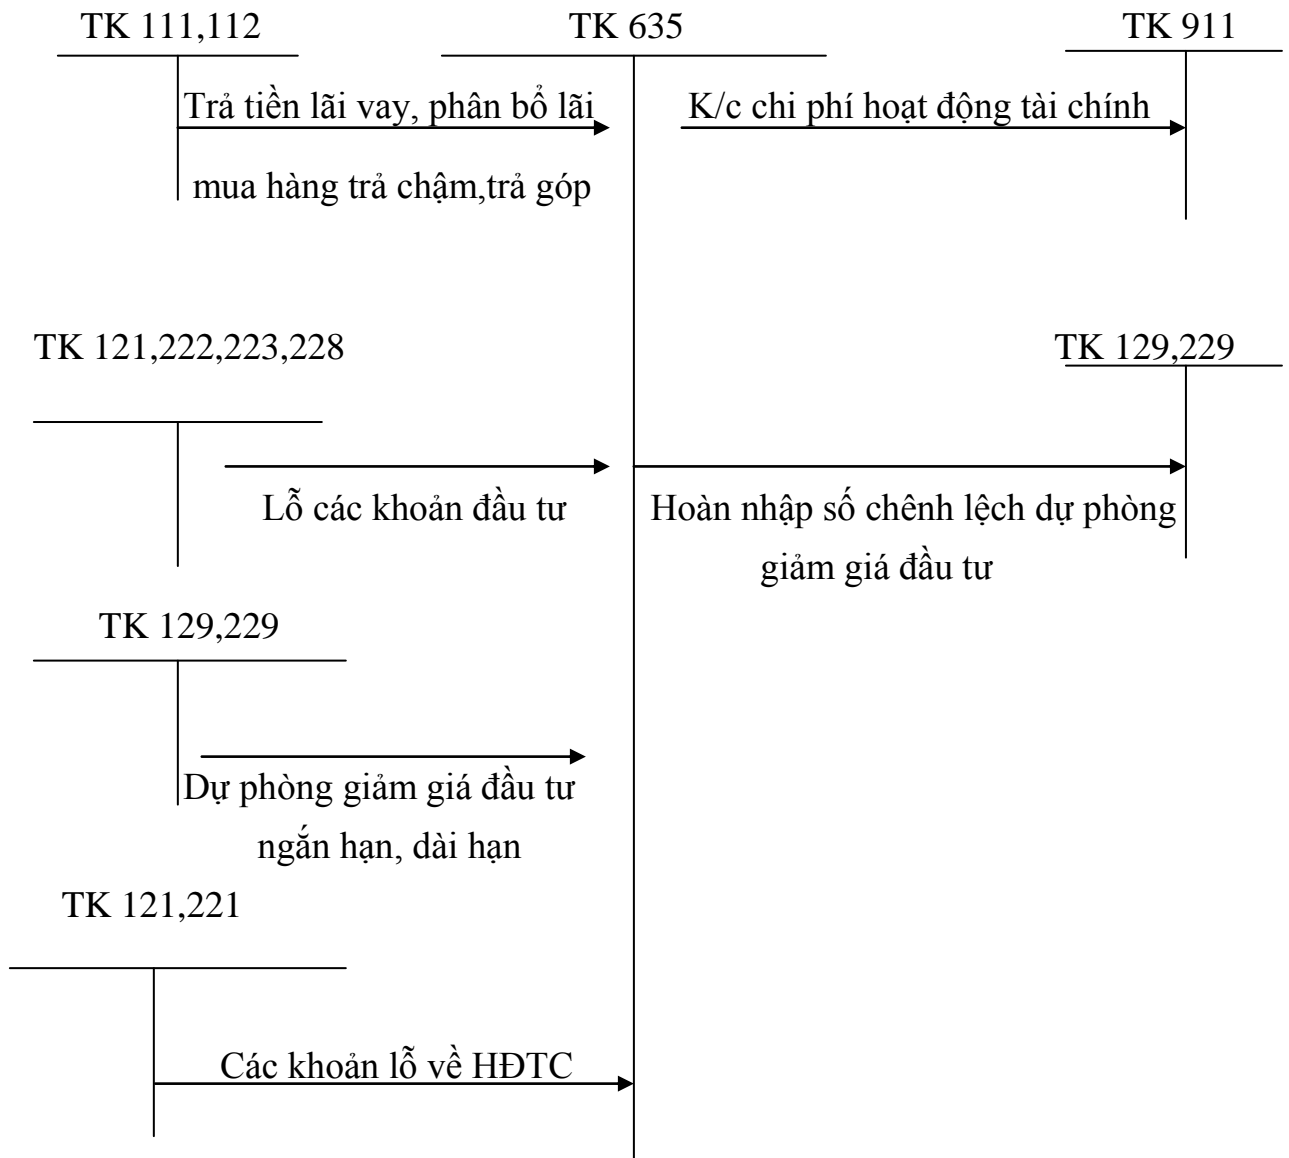 TK 111,112
TK 635
TK 911
Trả tiền lãi vay, phân bổ lãi
K/c chi phí hoạt động tài chính
mua hàng trả chậm,trả góp
TK 121,222,223,228
TK 129,229
Lỗ các khoản đầu tư
Hoàn nhập số chênh lệch dự phòng
giảm giá đầu tư
TK 129,229
Dự phòng giảm giá đầu tư
ngắn hạn, dài hạn
TK 121,221
Các khoản lỗ về HĐTC